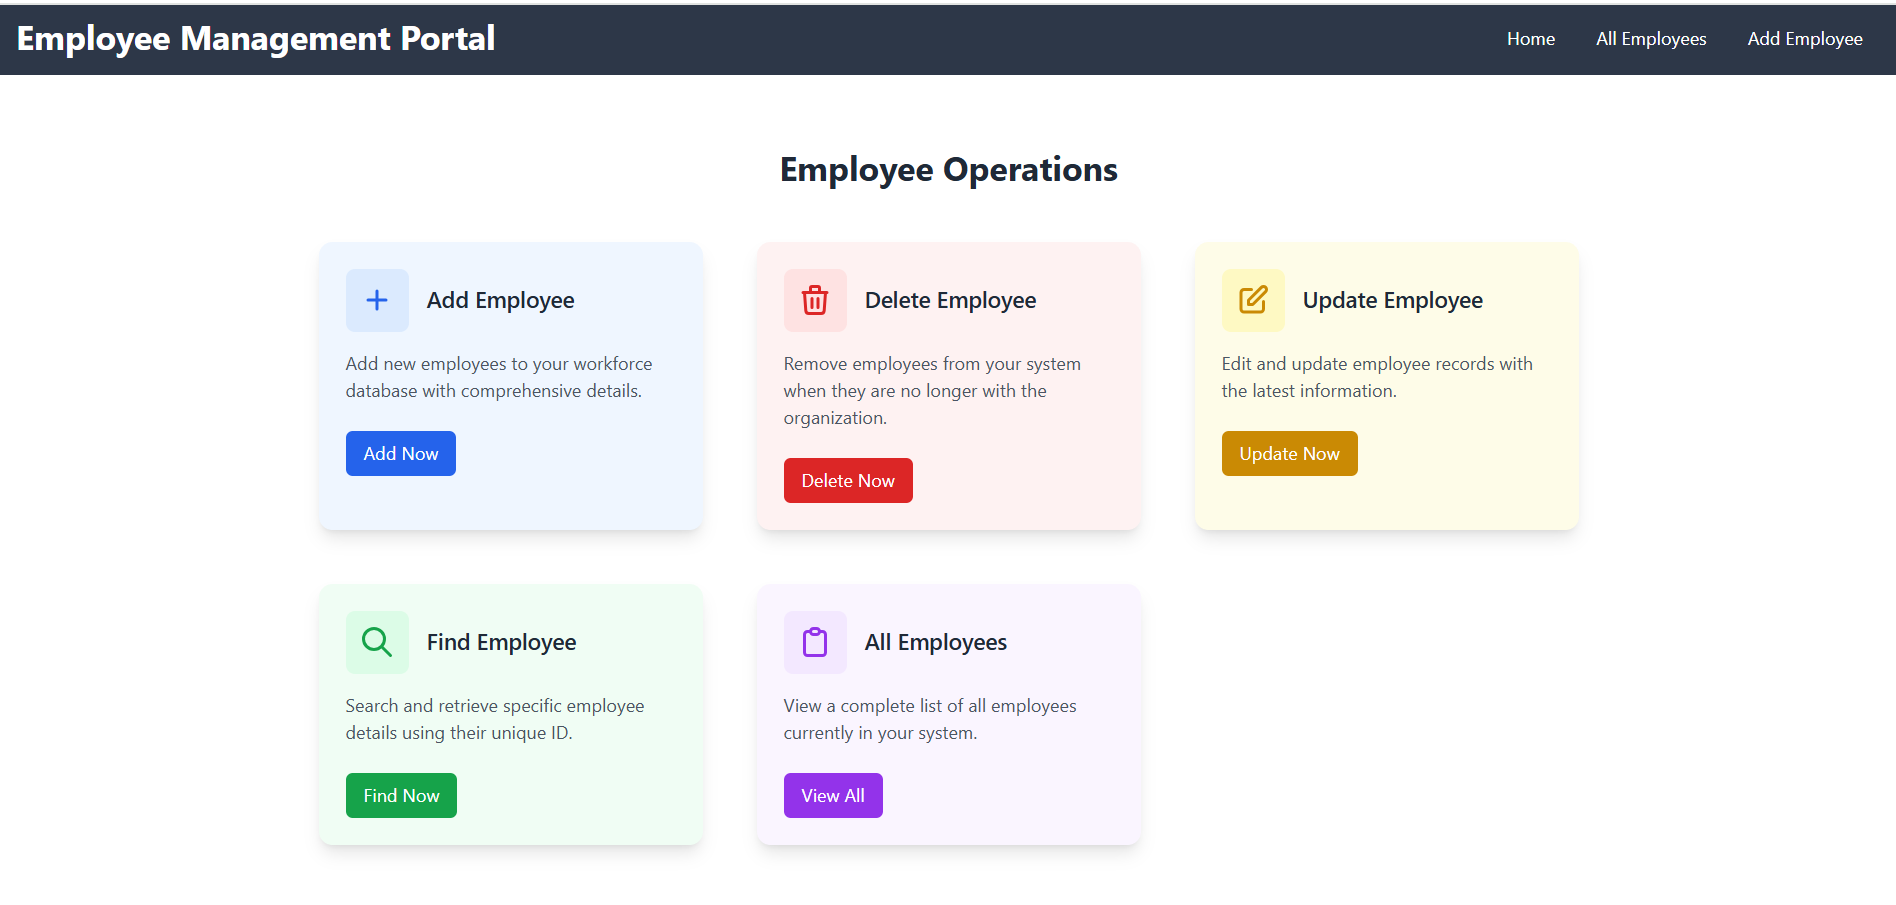 Employee Management Portal
Home
All Employees
Add Employee
Employee Operations
Add Employee
Add new employees to your workforce
database with comprehensive details.
Add Now
Delete Employee
Remove employees from your system
when they are no longer with the
organization.
Delete Now
Update Employee
Edit and update employee records with
the latest information.
Update Now
Find Employee
Search and retrieve specific employee
details using their unique ID.
Find Now
All Employees
View a complete list of all employees
currently in your system.
View All